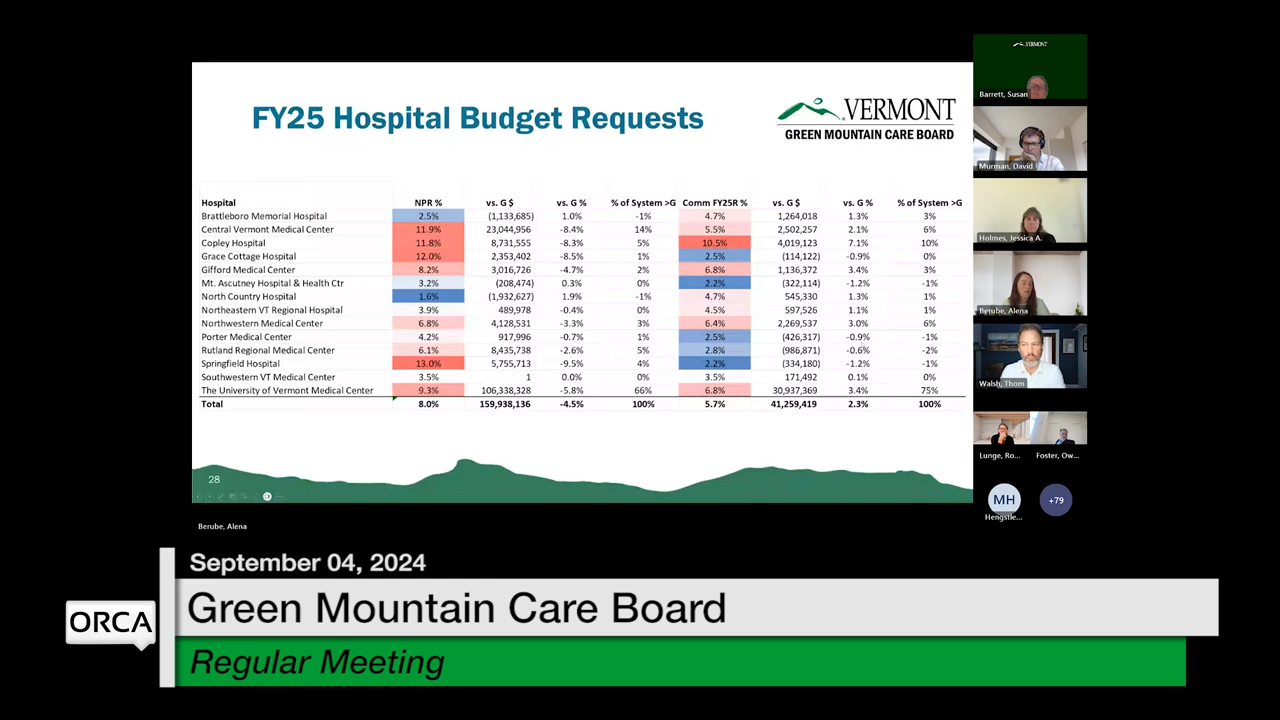 FY25 Hospital Budget Requests
VERMONT
GREEN MOUNTAIN CARE BOARD
Hospital NPR % vs. G $ vs. G % % of System >G Comm FY25R % vs. G $ vs. G % % of System >G
Brattleboro Memorial Hospital 2.5% (1,133,685) 1.0% -1% 4.7% 1,264,018 1.3% 3%
Central Vermont Medical Center 11.9% 23,044,956 -8.4% 14% 5.5% 2,502,257 2.1% 6%
Copley Hospital 11.8% 8,731,555 -8.3% 5% 10.5% 4,019,123 7.1% 10%
Grace Cottage Hospital 12.0% 2,353,402 -8.5% 1% 2.5% (114,122) -0.9% 0%
Gifford Medical Center 8.2% 3,016,726 -4.7% 2% 6.8% 1,136,372 3.4% 3%
Mt. Ascutney Hospital & Health Ctr 3.2% (208,474) 0.3% 0% 2.2% (322,114) -1.2% -1%
North Country Hospital 1.6% (1,932,627) 1.9% -1% 4.7% 545,330 1.3% 1%
Northeastern VT Regional Hospital 3.9% 489,978 -0.4% 0% 4.5% 597,526 1.1% 1%
Northwestern Medical Center 6.8% 4,128,531 -3.3% 3% 6.4% 2,269,537 3.0% 6%
Porter Medical Center 4.2% 917,996 -0.7% 1% 2.5% (426,317) -0.9% -1%
Rutland Regional Medical Center 6.1% 8,435,738 -2.6% 5% 2.8% (986,871) -0.6% -2%
Springfield Hospital 13.0% 5,755,713 -9.5% 4% 2.2% (334,180) -1.2% -1%
Southwestern VT Medical Center 3.5% 1 0.0% 0% 3.5% 171,492 0.1% 0%
The University of Vermont Medical Center 9.3% 106,338,328 -5.8% 66% 6.8% 30,937,369 3.4% 75%
Total 8.0% 159,938,136 -4.5% 100% 5.7% 41,259,419 2.3% 100%
28
VERMONT
Barrett, Susan
Murman, David
Holmes, Jessica A.
Berube, Alena
Walsh, Thom
Lunge, Ro... Foster, Ow...
MH +79
Hengstle...
Berube, Alena
September 04, 2024
ORCA
Green Mountain Care Board
Regular Meeting